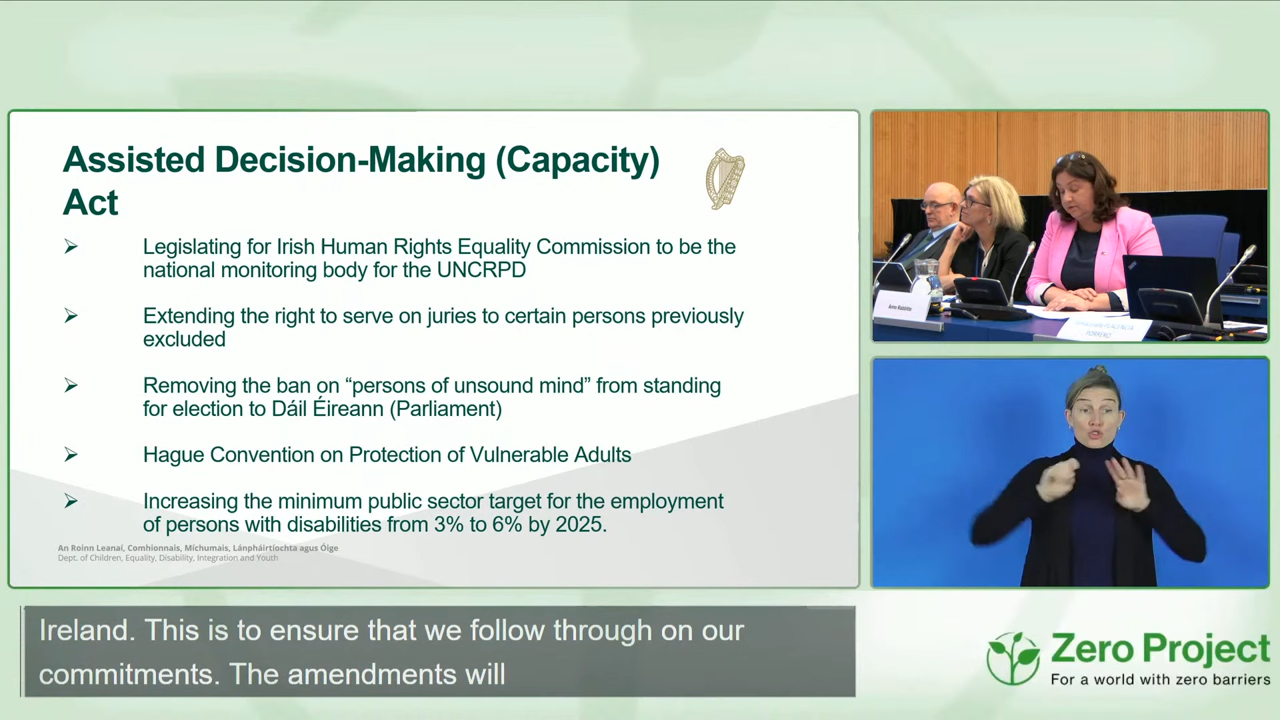 Assisted Decision-Making (Capacity)
Act
Legislating for Irish Human Rights Equality Commission to be the
national monitoring body for the UNCRPD
Extending the right to serve on juries to certain persons previously
excluded
Removing the ban on “persons of unsound mind” from standing
for election to Dáil Éireann (Parliament)
Hague Convention on Protection of Vulnerable Adults
Increasing the minimum public sector target for the employment
of persons with disabilities from 3% to 6% by 2025.
An Roinn Leanaí, Comhionnais, Míchumais, Lánpháirtíochta agus Óige
Dept. of Children, Equality, Disability, Integration and Youth
Anne Rabbitte
Ireland. This is to ensure that we follow through on our
commitments. The amendments will
Zero Project
For a world with zero barriers